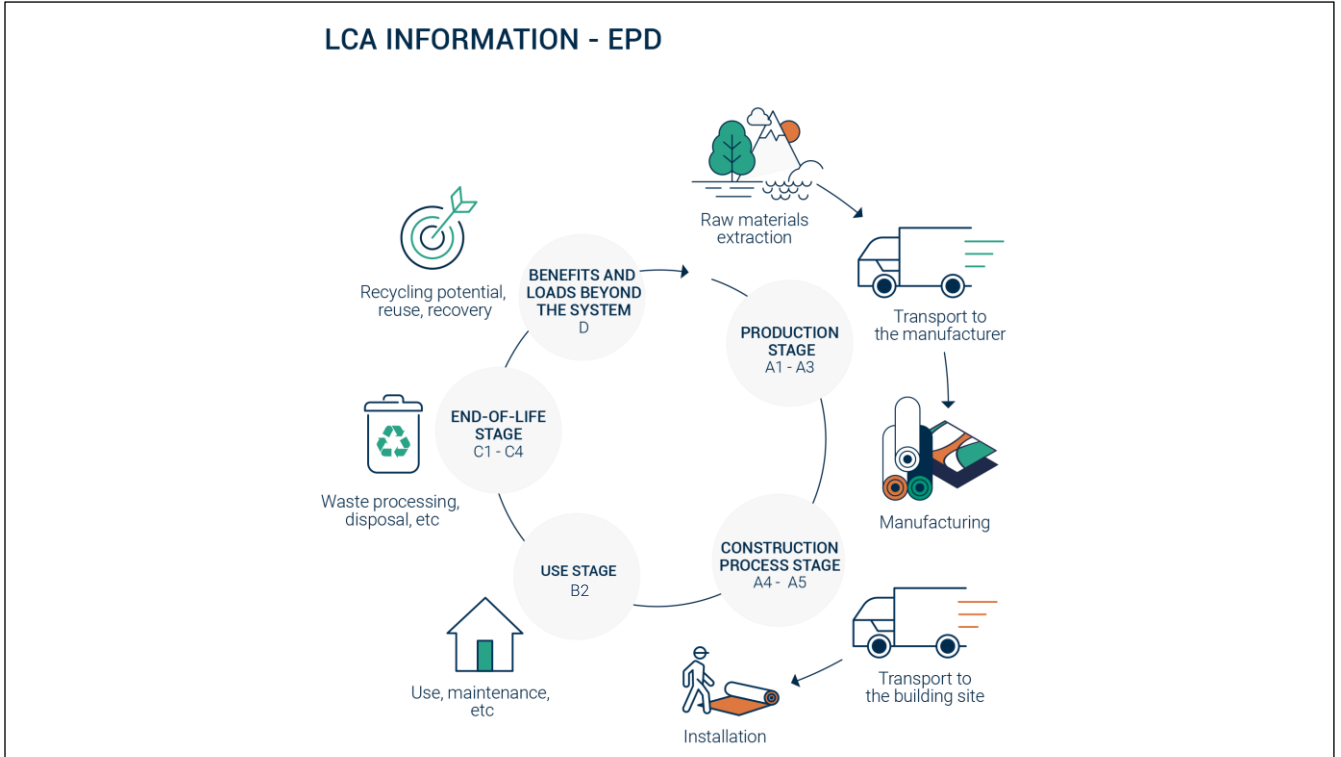 LCA INFORMATION - EPD
Raw materials
extraction
Transport to
the manufacturer
Manufacturing
Transport to
the building site
Installation
Use, maintenance,
etc
Waste processing,
disposal, etc
Recycling potential,
reuse, recovery
BENEFITS AND
LOADS BEYOND
THE SYSTEM
D
PRODUCTION
STAGE
A1 - A3
CONSTRUCTION
PROCESS STAGE
A4 - A5
USE STAGE
B2
END-OF-LIFE
STAGE
C1 - C4